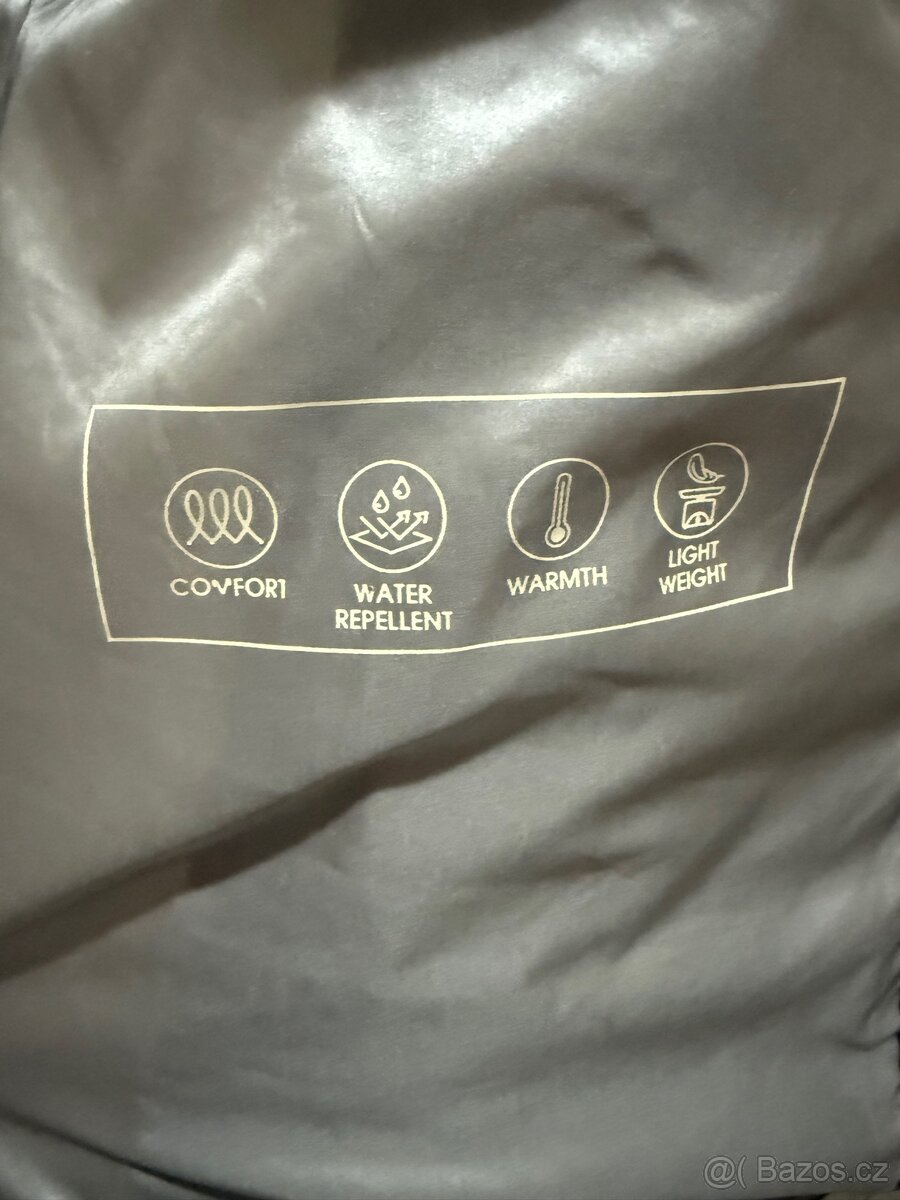 COMFORT
WATER
REPELLENT
WARMTH
LIGHT
WEIGHT
@( Bazos.cz